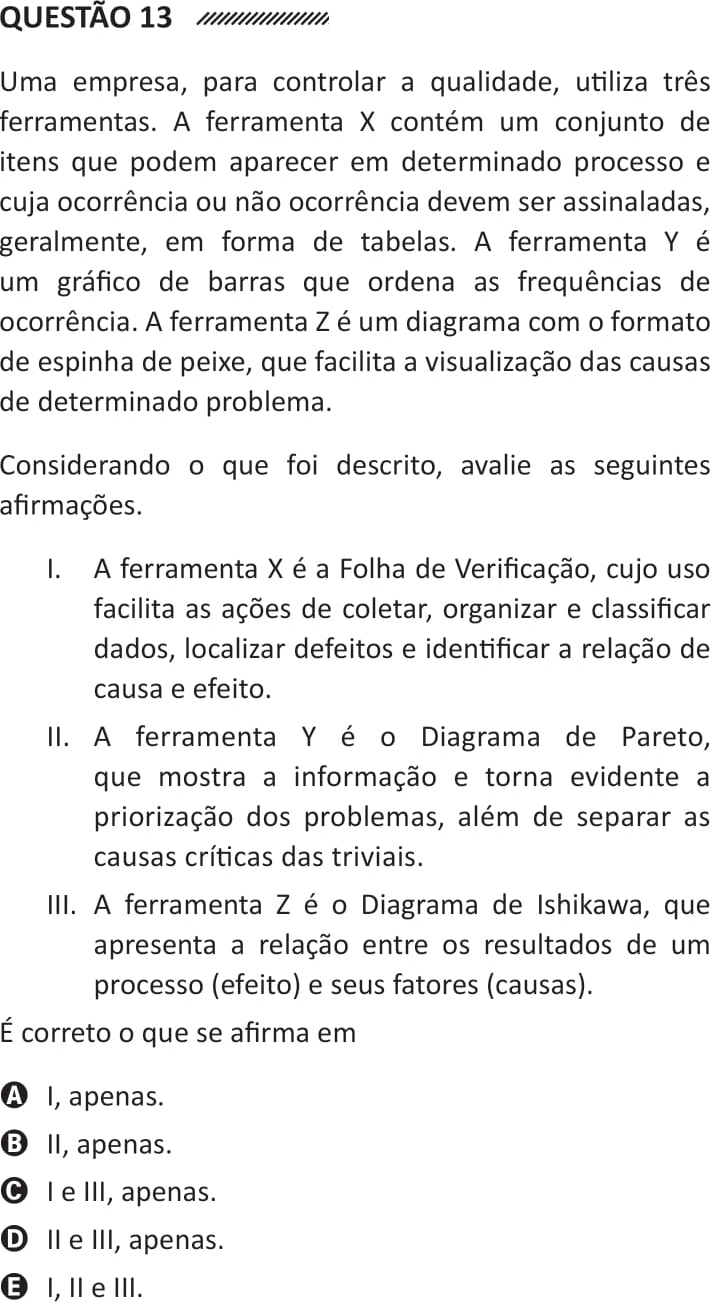 QUESTÃO 13
Uma empresa, para controlar a qualidade, utiliza três
ferramentas. A ferramenta X contém um conjunto de
itens que podem aparecer em determinado processo e
cuja ocorrência ou não ocorrência devem ser assinaladas,
geralmente, em forma de tabelas. A ferramenta Y é
um gráfico de barras que ordena as frequências de
ocorrência. A ferramenta Z é um diagrama com o formato
de espinha de peixe, que facilita a visualização das causas
de determinado problema.
Considerando o que foi descrito, avalie as seguintes
afirmações.
I. A ferramenta X é a Folha de Verificação, cujo uso
facilita as ações de coletar, organizar e classificar
dados, localizar defeitos e identificar a relação de
causa e efeito.
II. A ferramenta Y é o Diagrama de Pareto,
que mostra a informação e torna evidente a
priorização dos problemas, além de separar as
causas críticas das triviais.
III. A ferramenta Z é o Diagrama de Ishikawa, que
apresenta a relação entre os resultados de um
processo (efeito) e seus fatores (causas).
É correto o que se afirma em
A I, apenas.
B II, apenas.
C I e III, apenas.
D II e III, apenas.
E I, II e III.